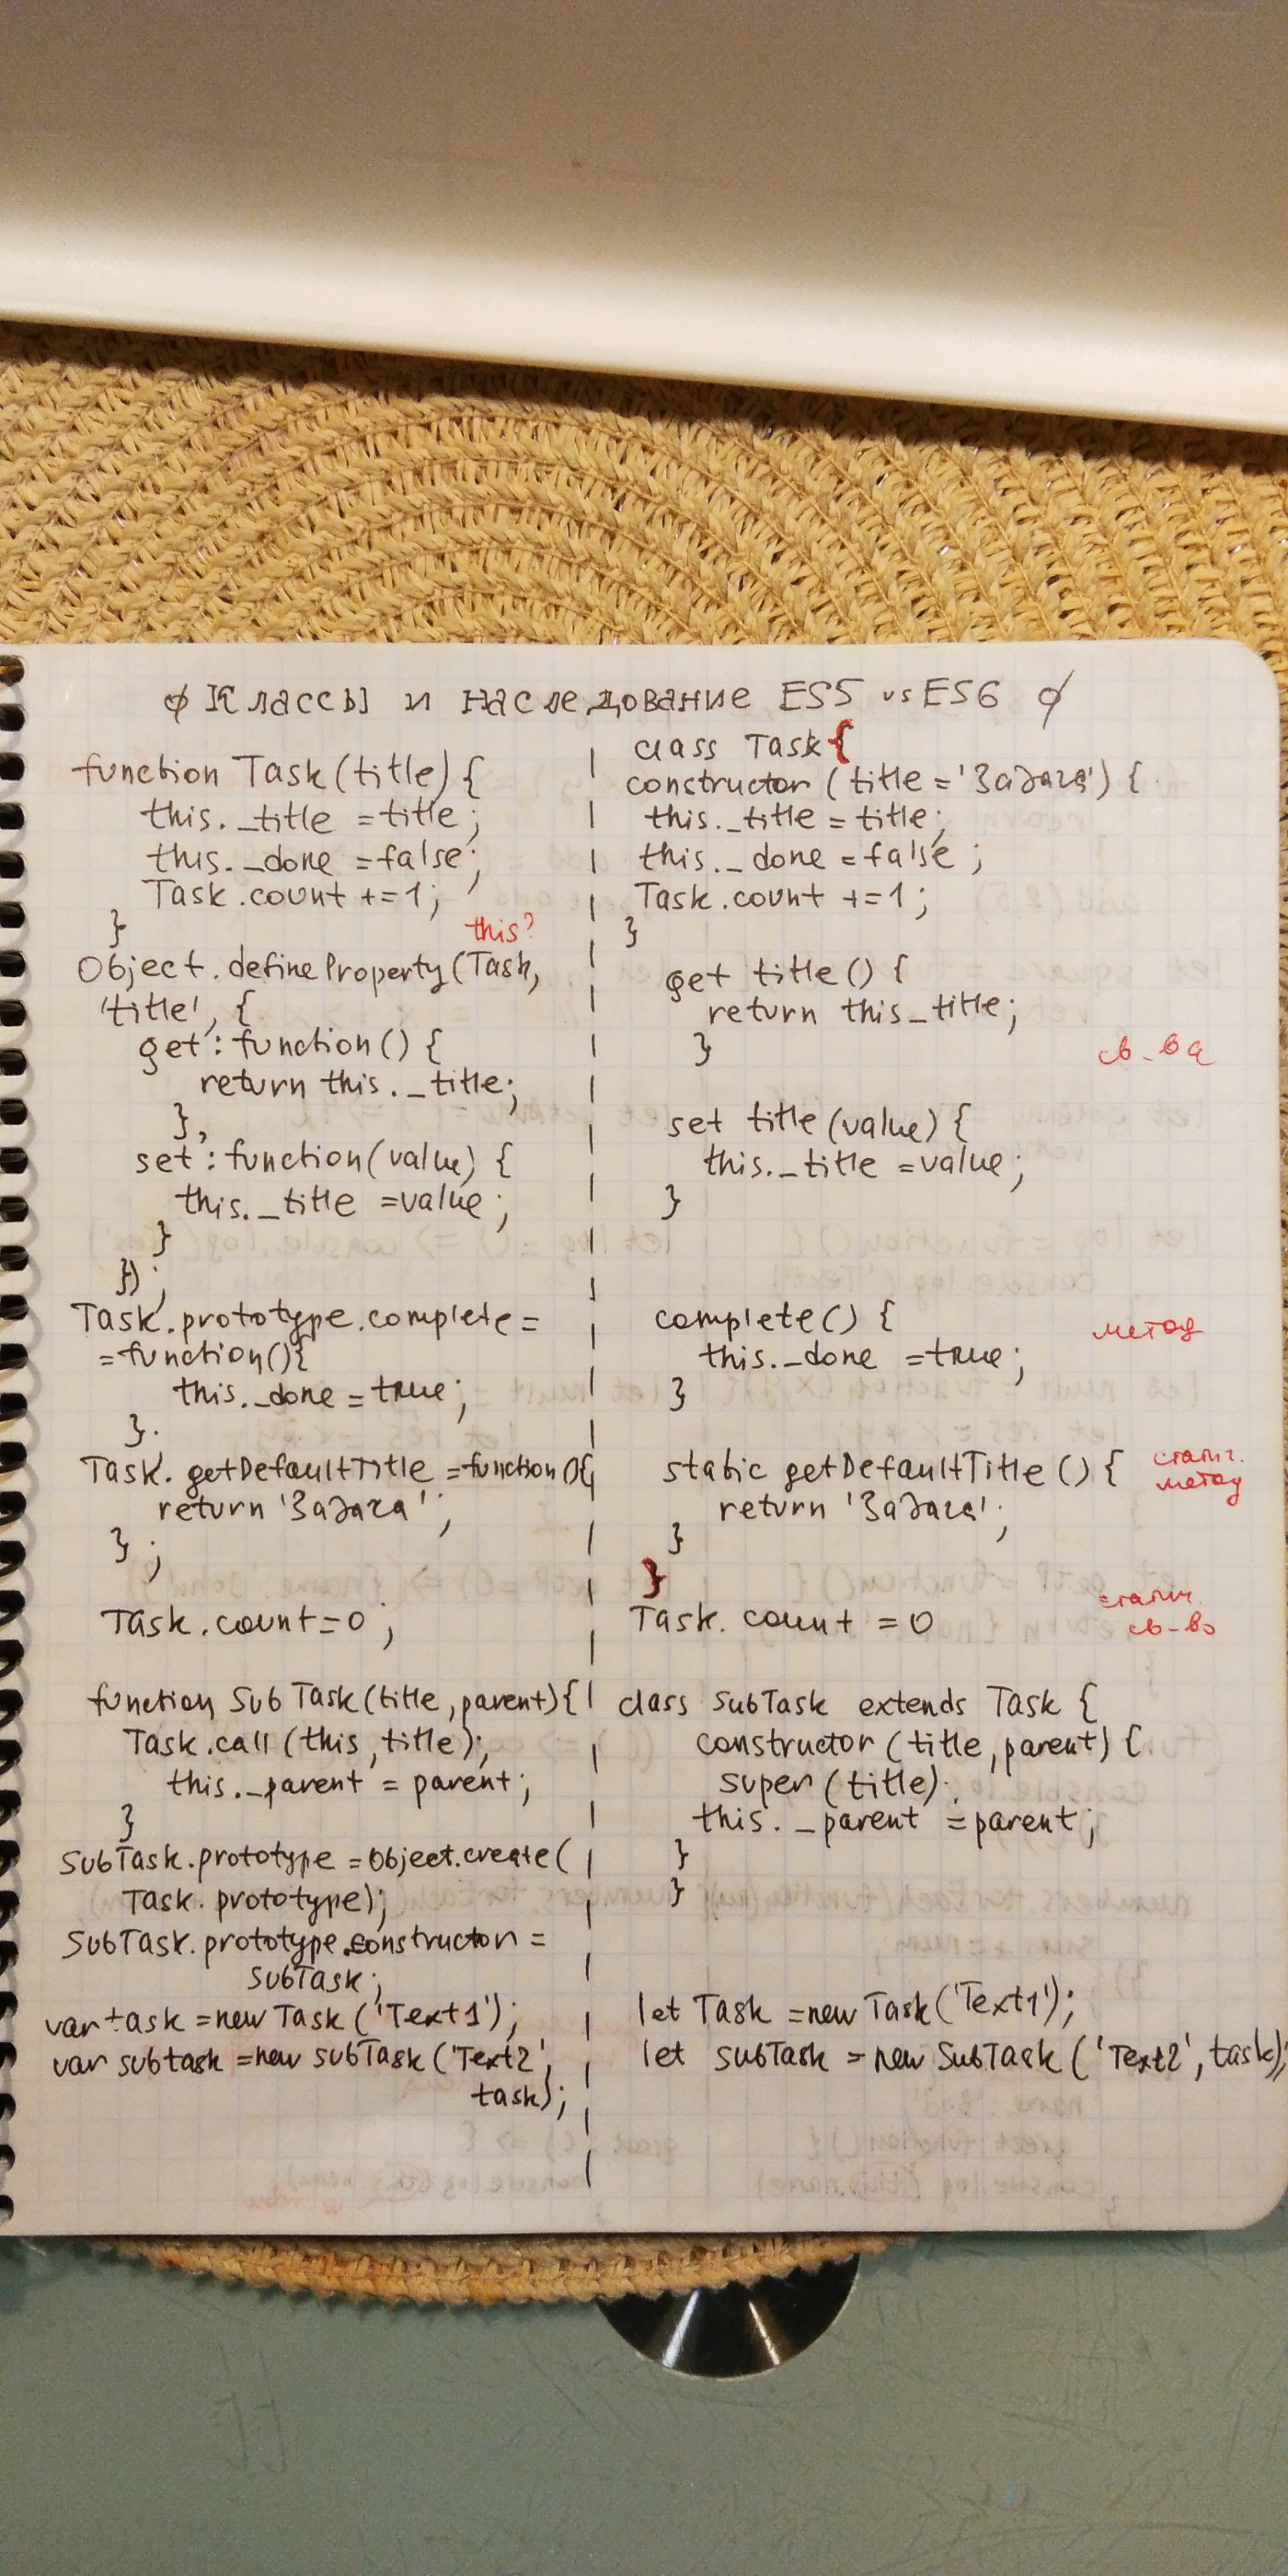 Классы и наследование ES5 vs ES6
function Task(title) {
this._title = title;
this._done = false;
Task.count += 1;
}
this?
Object.defineProperty(Task,
'title', {
get: function() {
return this._title;
},
set: function(value) {
this._title = value;
}
});
Task.prototype.complete =
= function(){
this._done = true;
}.
Task.getDefaultTitle = function(){
return 'Задача';
};
Task.count = 0;
function SubTask(title, parent){
Task.call(this, title);
this._parent = parent;
}
SubTask.prototype = Object.create(
Task.prototype);
SubTask.prototype.constructor =
SubTask;
var task = new Task('Text1');
var subtask = new SubTask('Text2',
task);
class Task {
constructor (title = 'Задача') {
this._title = title;
this._done = false;
Task.count += 1;
}
get title() {
return this_title;
}
св-ва
set title(value) {
this._title = value;
}
complete() {
метод
this._done = true;
}
static getDefaultTitle() {
статич.
метод
return 'Задача';
}
}
Task.count = 0
статич.
св-во
class SubTask extends Task {
constructor(title, parent) {
super(title).
this._parent = parent;
}
}
let Task = new Task('Text1');
let subTask = new SubTask('Text2', task);